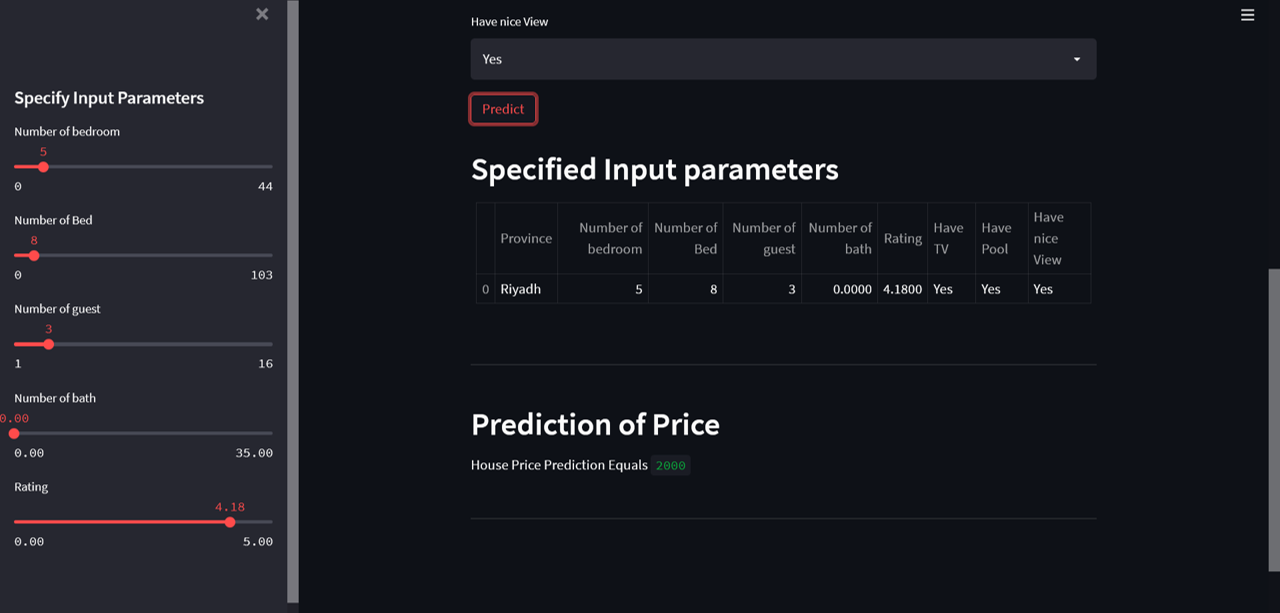 Specify Input Parameters
Number of bedroom
5
0 44
Number of Bed
8
0 103
Number of guest
3
1 16
Number of bath
0.00
0.00 35.00
Rating
4.18
0.00 5.00
Have nice View
Yes
Predict
Specified Input parameters
Province Number of bedroom Number of Bed Number of guest Number of bath Rating Have TV Have Pool Have nice View
0 Riyadh 5 8 3 0.0000 4.1800 Yes Yes Yes
Prediction of Price
House Price Prediction Equals 2000